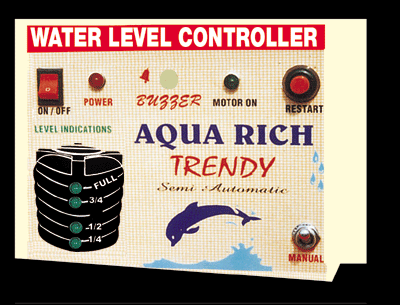 WATER LEVEL CONTROLLER
ON / OFF
POWER
BUZZER
MOTOR ON
RESTART
LEVEL INDICATIONS
AQUA RICH
TRENDY
Semi Automatic
FULL
3/4
1/2
1/4
MANUAL